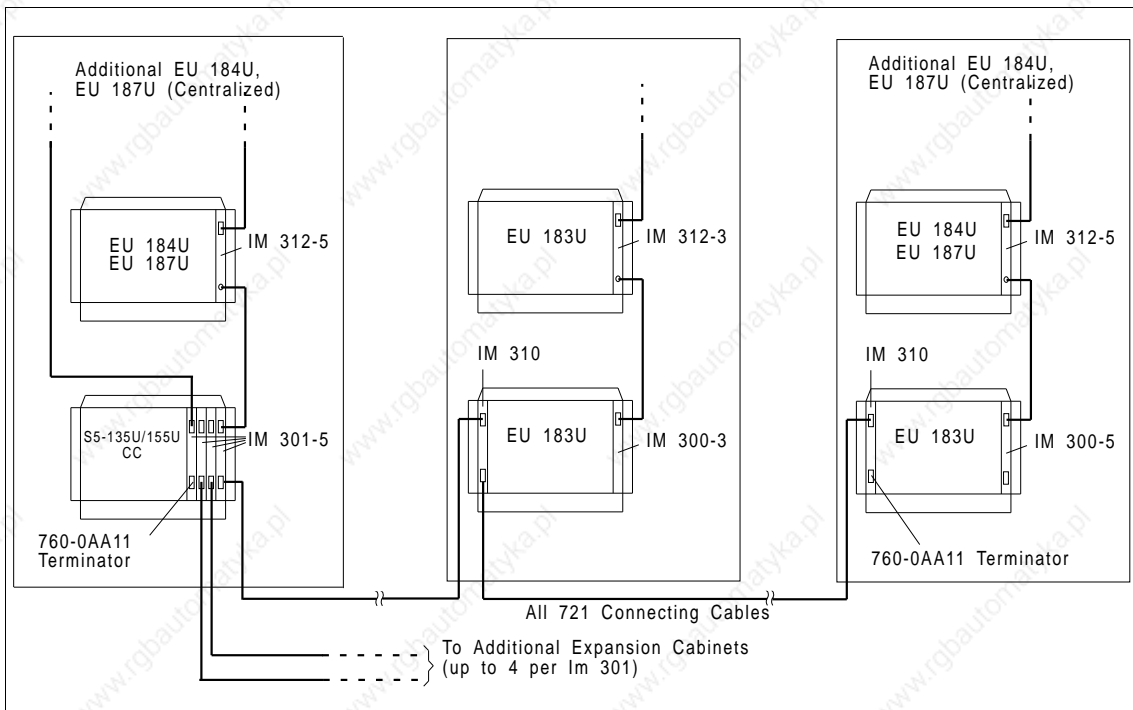 Additional EU 184U,
EU 187U (Centralized)
EU 184U
EU 187U
IM 312-5
S5-135U/155U
CC
IM 301-5
760-0AA11
Terminator
EU 183U
IM 312-3
IM 310
EU 183U
IM 300-3
Additional EU 184U,
EU 187U (Centralized)
EU 184U
EU 187U
IM 312-5
IM 310
EU 183U
IM 300-5
760-0AA11 Terminator
All 721 Connecting Cables
To Additional Expansion Cabinets
(up to 4 per Im 301)
www.rgbautomatyka.pl